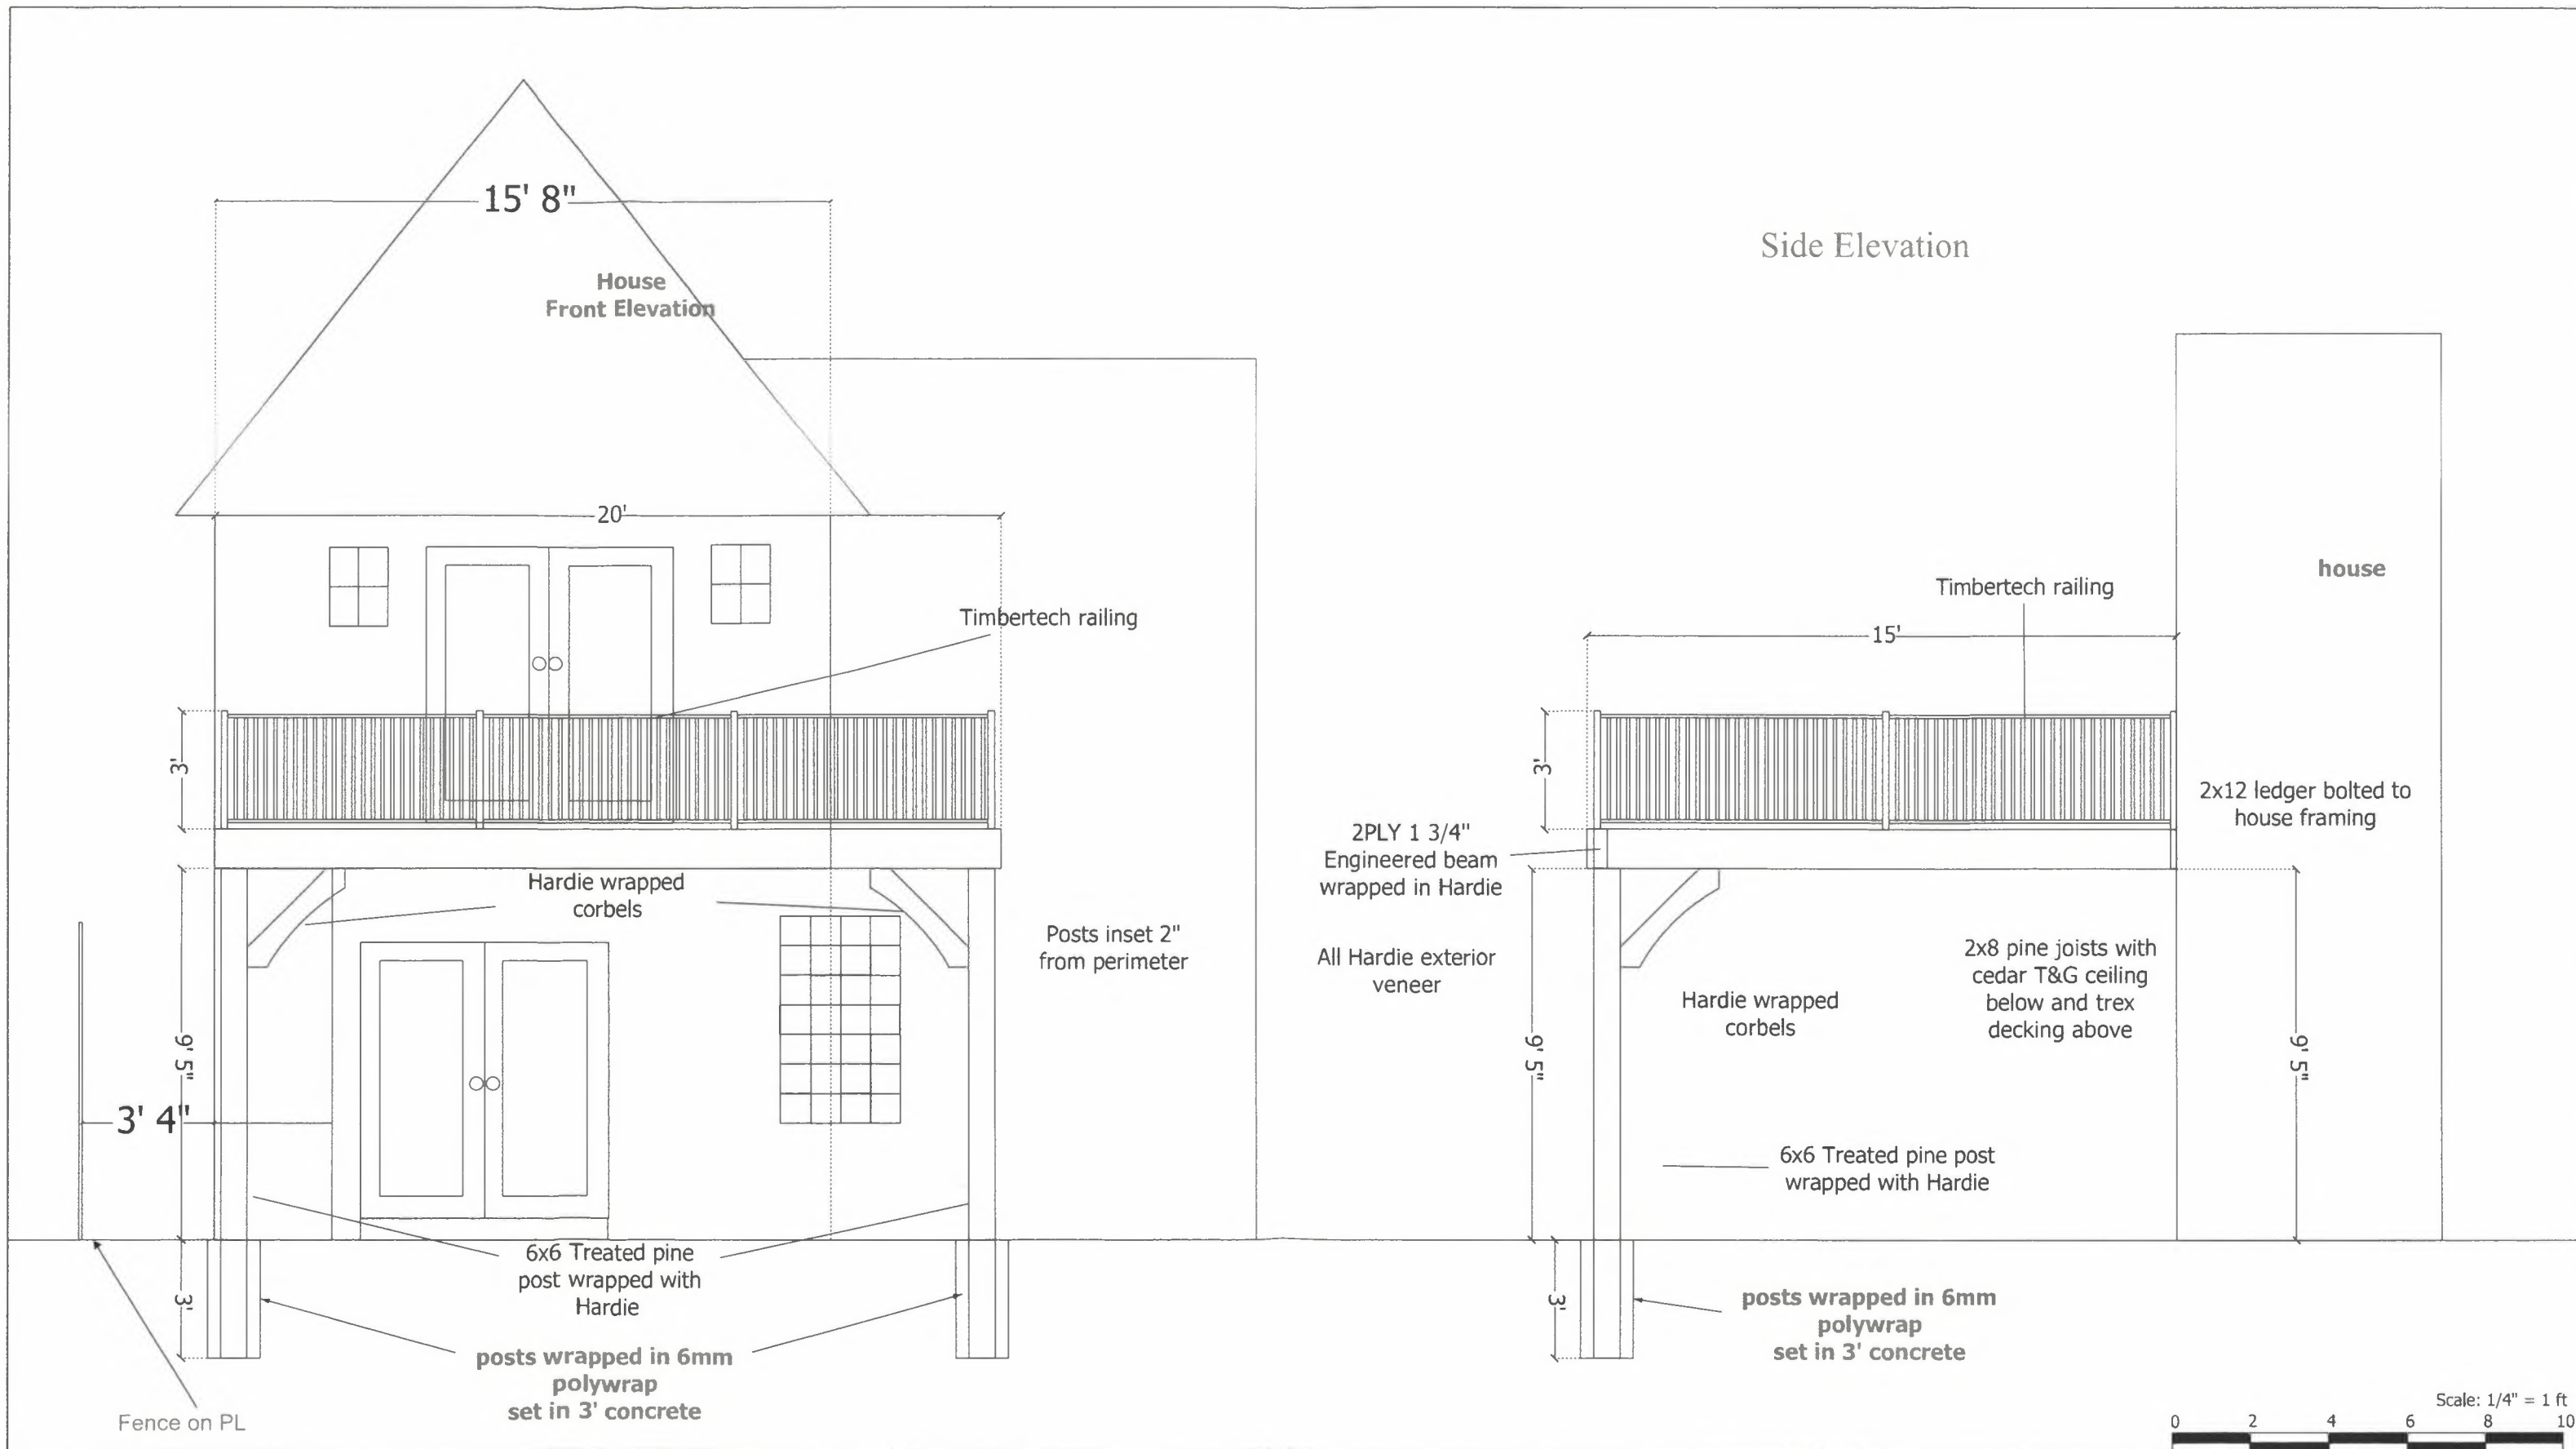 15' 8"
House
Front Elevation
20'
Timbertech railing
3'
Hardie wrapped
corbels
Posts inset 2"
from perimeter
9' 5"
3' 4"
6x6 Treated pine
post wrapped with
Hardie
3'
posts wrapped in 6mm
polywrap
set in 3' concrete
Fence on PL
Side Elevation
house
Timbertech railing
15'
3'
2x12 ledger bolted to
house framing
2PLY 1 3/4"
Engineered beam
wrapped in Hardie
All Hardie exterior
veneer
Hardie wrapped
corbels
2x8 pine joists with
cedar T&G ceiling
below and trex
decking above
9' 5"
9' 5"
6x6 Treated pine post
wrapped with Hardie
3'
posts wrapped in 6mm
polywrap
set in 3' concrete
Scale: 1/4" = 1 ft
0 2 4 6 8 10